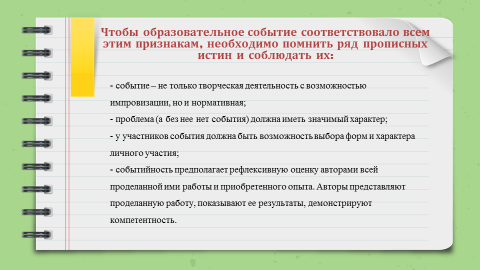 Чтобы образовательное событие соответствовало всем
этим признакам, необходимо помнить ряд прописных
истин и соблюдать их:
- событие – не только творческая деятельность с возможностью
импровизации, но и нормативная;
- проблема (а без нее нет события) должна иметь значимый характер;
- у участников события должна быть возможность выбора форм и характера
личного участия;
- событийность предполагает рефлексивную оценку авторами всей
проделанной ими работы и приобретенного опыта. Авторы представляют
проделанную работу, показывают ее результаты, демонстрируют
компетентность.